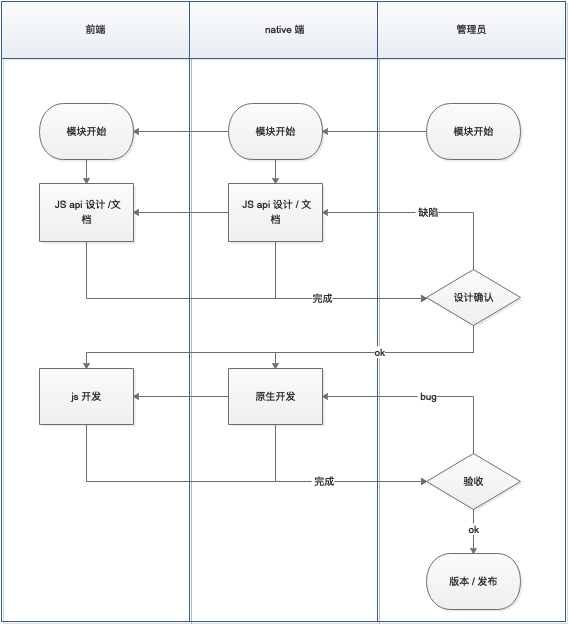 前端
native 端
管理员
模块开始
模块开始
模块开始
JS api 设计 /文
档
JS api 设计 / 文
档
缺陷
完成
设计确认
ok
js 开发
原生开发
bug
完成
验收
ok
版本 / 发布